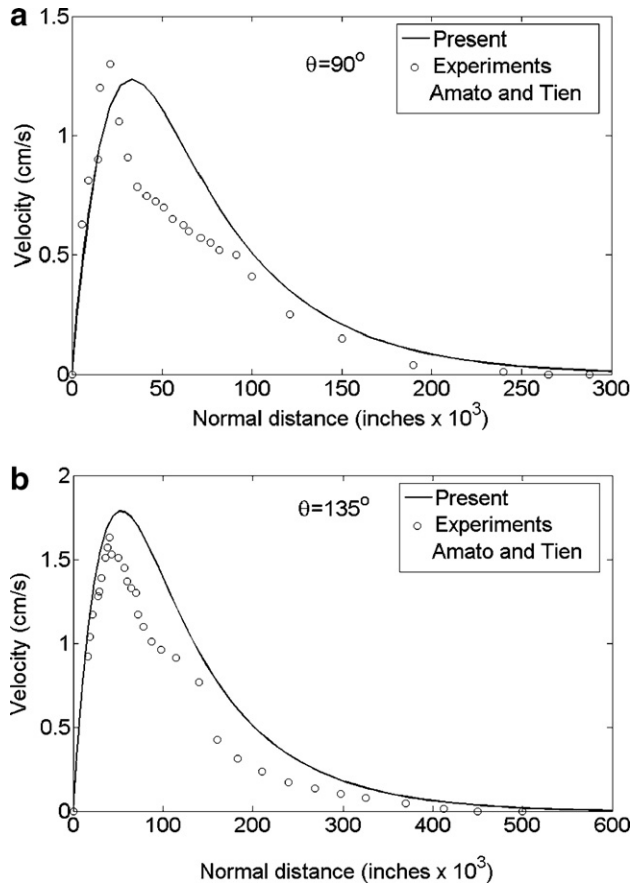 a
1.5
Present
Experiments
Amato and Tien
θ=90°
1
Velocity (cm/s)
0.5
0
0 50 100 150 200 250 300
Normal distance (inches x 10³)
b
2
Present
Experiments
Amato and Tien
θ=135°
1.5
Velocity (cm/s)
1
0.5
0
0 100 200 300 400 500 600
Normal distance (inches x 10³)